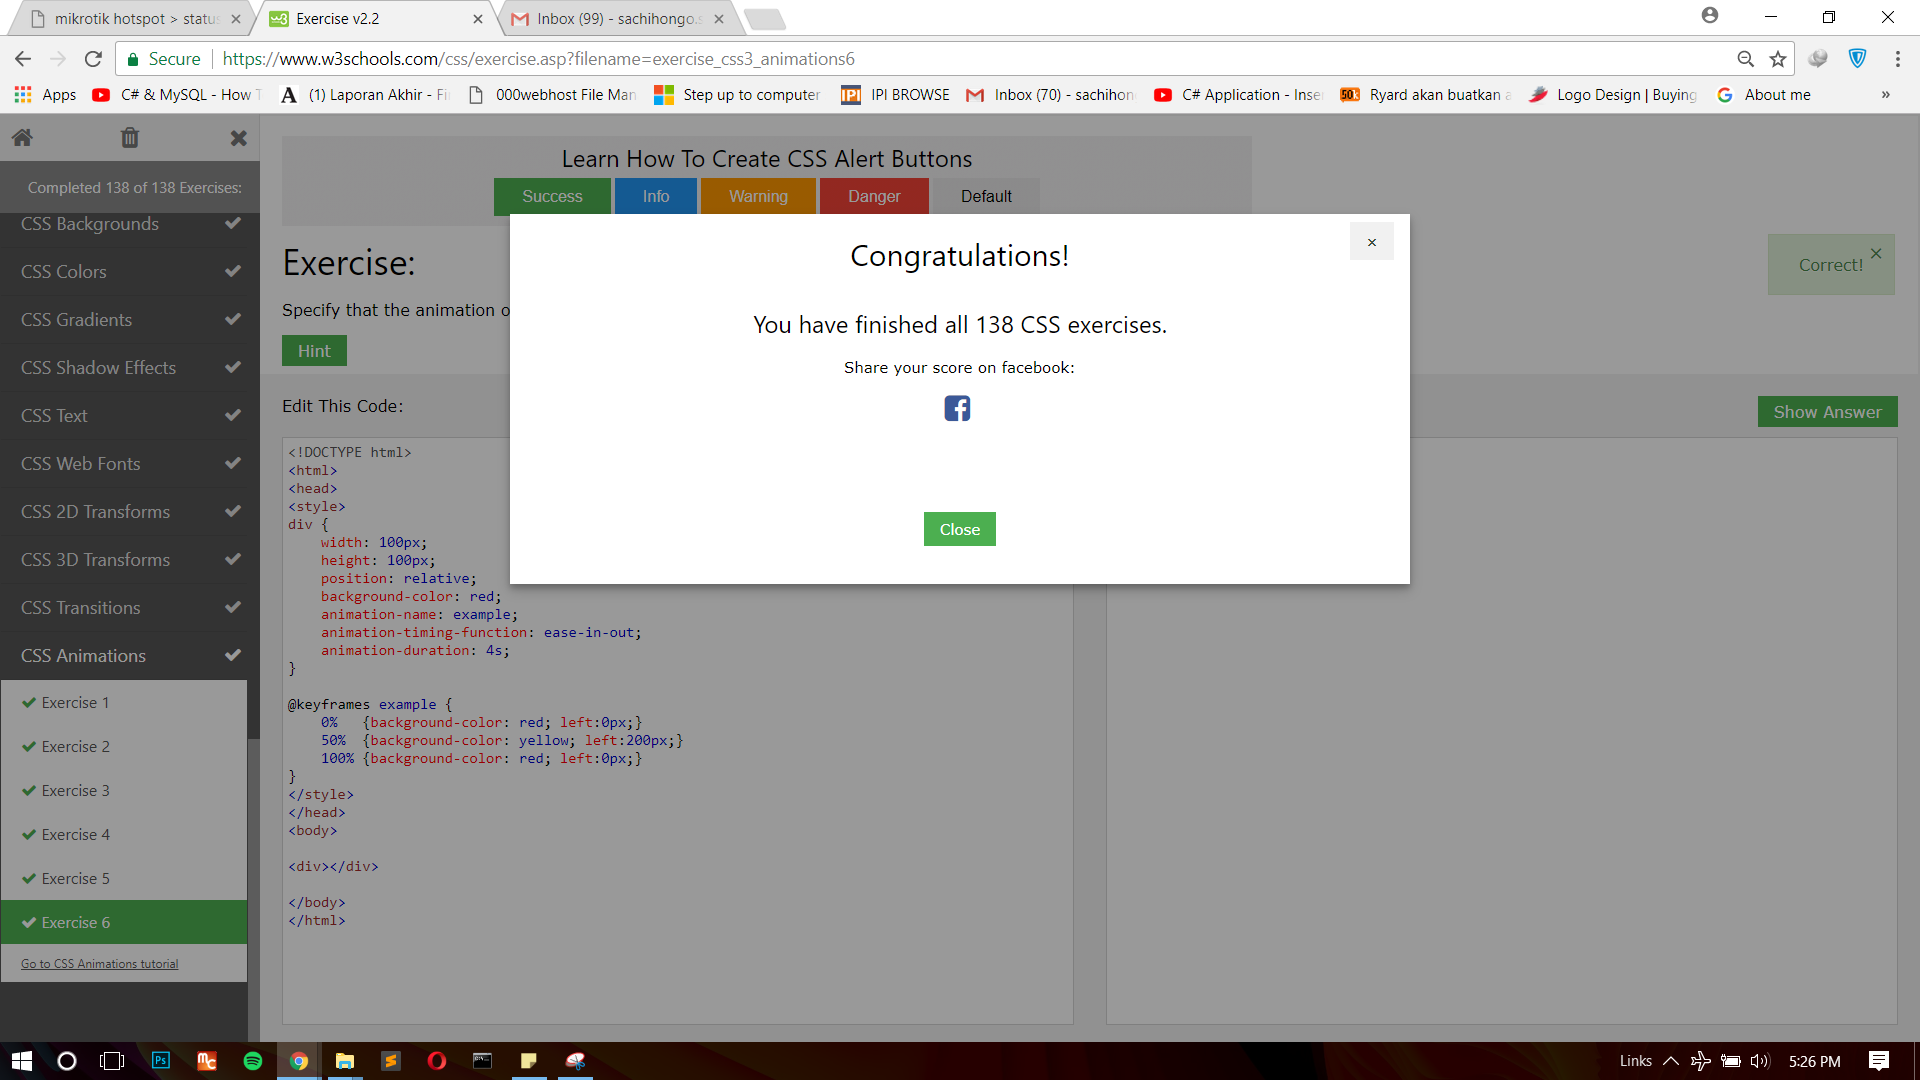 mikrotik hotspot > statu
Exercise v2.2
Inbox (99) - sachihongo.s
Secure
https://www.w3schools.com/css/exercise.asp?filename=exercise_css3_animations6
Apps
C# & MySQL - How T
(1) Laporan Akhir - Fi
000webhost File Man
Step up to computer
IPI BROWSE
Inbox (70) - sachihon
C# Application - Inser
Ryard akan buatkan a
Logo Design | Buying
About me
»
Completed 138 of 138 Exercises:
CSS Backgrounds
CSS Colors
CSS Gradients
CSS Shadow Effects
CSS Text
CSS Web Fonts
CSS 2D Transforms
CSS 3D Transforms
CSS Transitions
CSS Animations
Exercise 1
Exercise 2
Exercise 3
Exercise 4
Exercise 5
Exercise 6
Go to CSS Animations tutorial
Learn How To Create CSS Alert Buttons
Success
Info
Warning
Danger
Default
Exercise:
Specify that the animation o
Hint
Correct!
×
Congratulations!
×
You have finished all 138 CSS exercises.
Share your score on facebook:
Close
Edit This Code:
Show Answer
<!DOCTYPE html>
<html>
<head>
<style>
div {
    width: 100px;
    height: 100px;
    position: relative;
    background-color: red;
    animation-name: example;
    animation-timing-function: ease-in-out;
    animation-duration: 4s;
}
@keyframes example {
    0%   {background-color: red; left:0px;}
    50%  {background-color: yellow; left:200px;}
    100% {background-color: red; left:0px;}
}
</style>
</head>
<body>
<div></div>
</body>
</html>
Links
5:26 PM